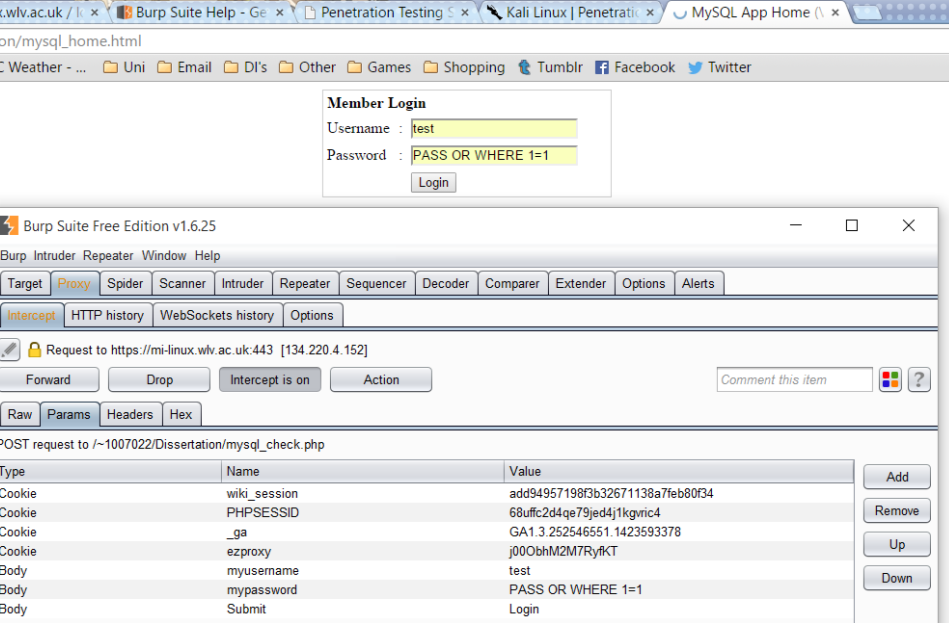 x.wlv.ac.uk / × Burp Suite Help - Ge × Penetration Testing S × Kali Linux | Penetratic × MySQL App Home (\ ×
on/mysql_home.html
C Weather - ... Uni Email DI's Other Games Shopping Tumblr Facebook Twitter
Member Login
Username : test
Password : PASS OR WHERE 1=1
Login
Burp Suite Free Edition v1.6.25
Burp Intruder Repeater Window Help
Target Proxy Spider Scanner Intruder Repeater Sequencer Decoder Comparer Extender Options Alerts
Intercept HTTP history WebSockets history Options
Request to https://mi-linux.wlv.ac.uk:443 [134.220.4.152]
Forward Drop Intercept is on Action Comment this item ?
Raw Params Headers Hex
POST request to /~1007022/Dissertation/mysql_check.php
Type Name Value
Cookie wiki_session add94957198f3b32671138a7feb80f34
Cookie PHPSESSID 68uffc2d4qe79jed4j1kgvric4
Cookie _ga GA1.3.252546551.1423593378
Cookie ezproxy j00ObhM2M7RyfKT
Body myusername test
Body mypassword PASS OR WHERE 1=1
Body Submit Login
Add
Remove
Up
Down